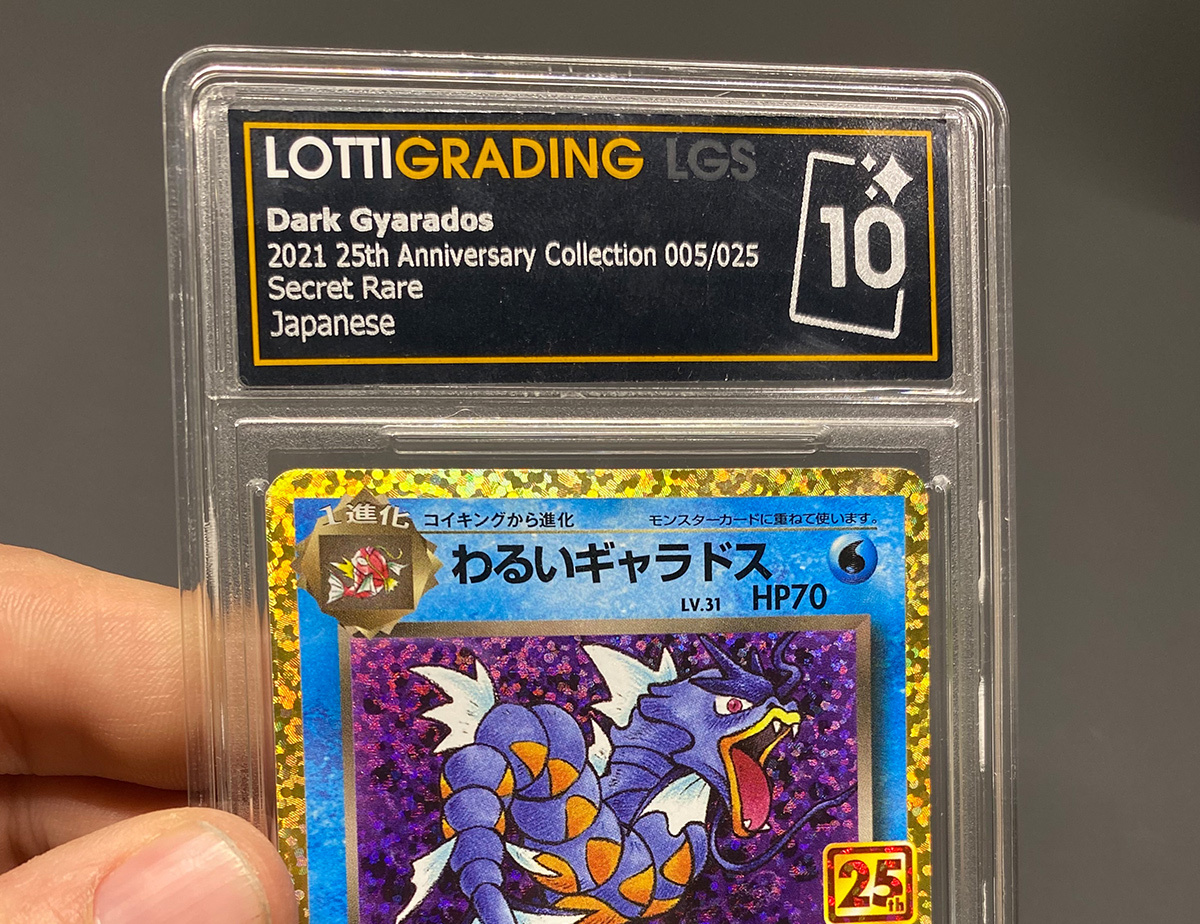 LOTTIGRADING LGS
Dark Gyarados
2021 25th Anniversary Collection 005/025
Secret Rare
Japanese
10
1進化 コイキングから進化 モンスターカードに重ねて使います。
わるいギャラドス
LV.31 HP70
25th